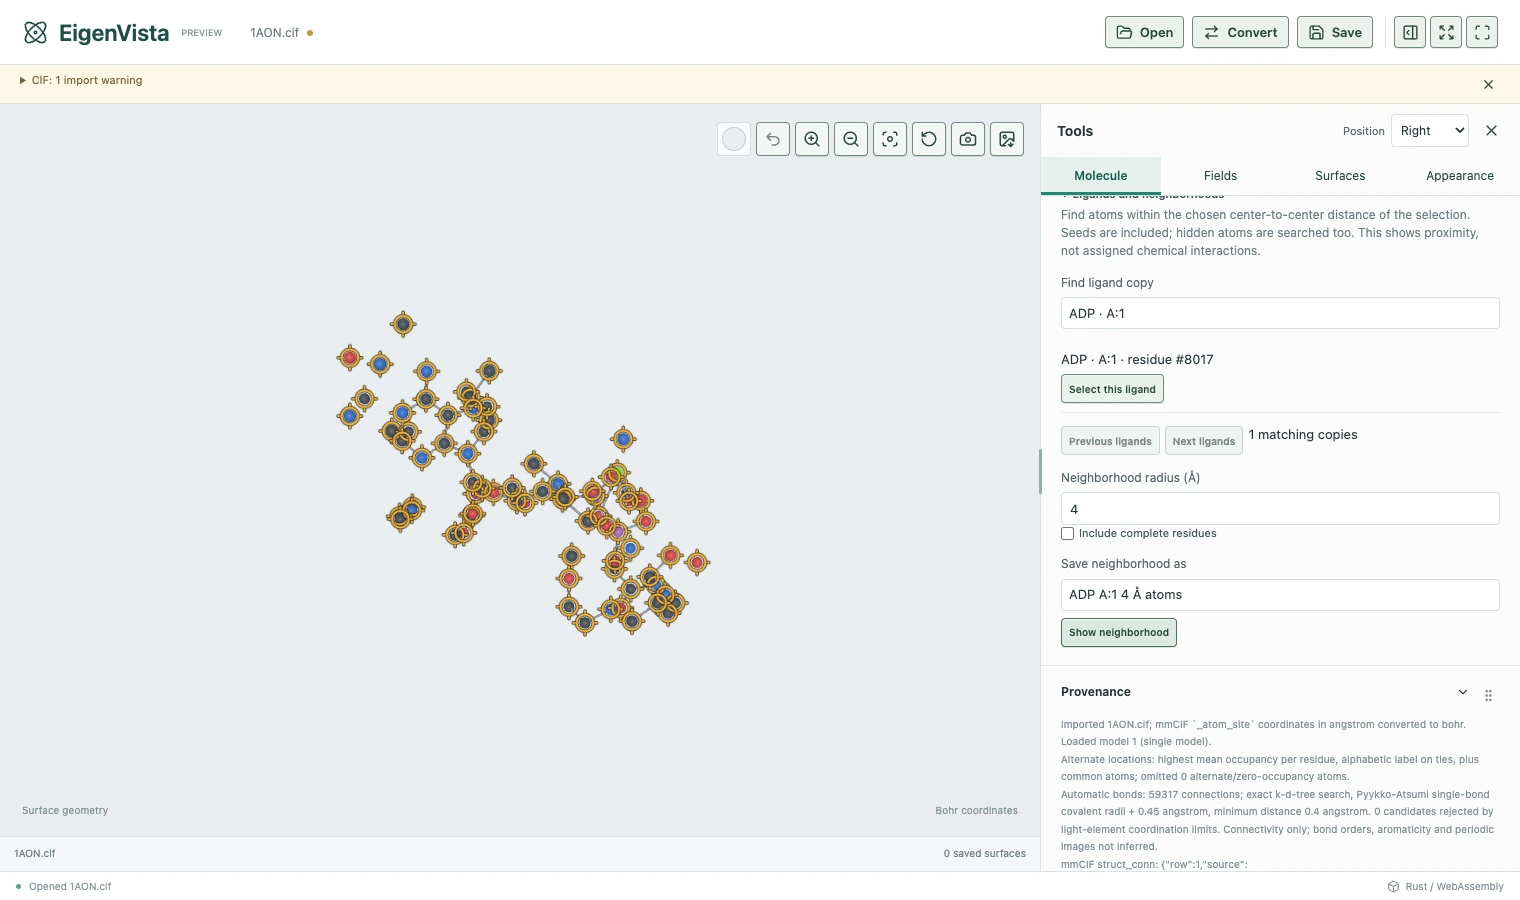 EigenVista PREVIEW 1AON.cif
Open Convert Save
CIF: 1 import warning
Tools Position Right
Molecule Fields Surfaces Appearance
Ligands and neighborhoods
Find atoms within the chosen center-to-center distance of the selection.
Seeds are included; hidden atoms are searched too. This shows proximity,
not assigned chemical interactions.
Find ligand copy
ADP · A:1
ADP · A:1 · residue #8017
Select this ligand
Previous ligands Next ligands 1 matching copies
Neighborhood radius (Å)
4
Include complete residues
Save neighborhood as
ADP A:1 4 Å atoms
Show neighborhood
Provenance
Imported 1AON.cif; mmCIF `_atom_site` coordinates in angstrom converted to bohr.
Loaded model 1 (single model).
Alternate locations: highest mean occupancy per residue, alphabetic label on ties, plus
common atoms; omitted 0 alternate/zero-occupancy atoms.
Automatic bonds: 59317 connections; exact k-d-tree search, Pyykko-Atsumi single-bond
covalent radii + 0.45 angstrom, minimum distance 0.4 angstrom. 0 candidates rejected by
light-element coordination limits. Connectivity only; bond orders, aromaticity and periodic
images not inferred.
mmCIF struct_conn: {"row":1,"source":
Surface geometry Bohr coordinates
1AON.cif 0 saved surfaces
Opened 1AON.cif Rust / WebAssembly